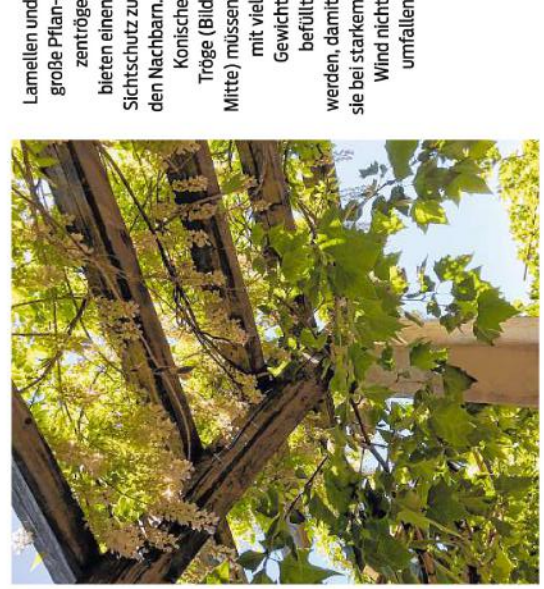 Lamellen und
große Pflan-
zentröge
bieten einen
Sichtschutz zu
den Nachbarn.
Konische
Tröge (Bild
Mitte) müssen
mit viel
Gewicht
befüllt
werden, damit
sie bei starkem
Wind nicht
umfallen